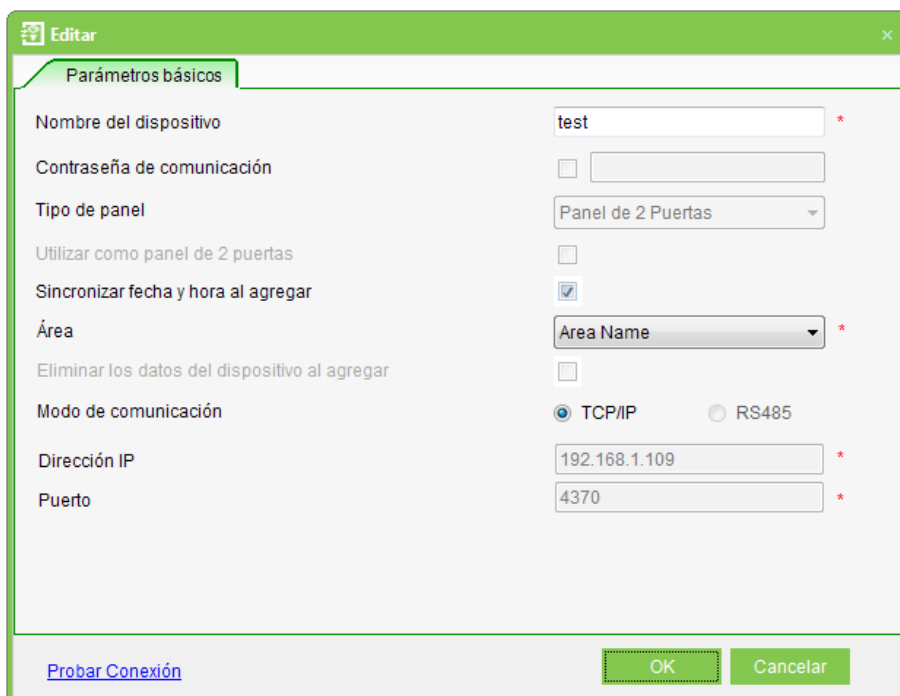 Editar
Parámetros básicos
Nombre del dispositivo test *
Contraseña de comunicación
Tipo de panel Panel de 2 Puertas
Utilizar como panel de 2 puertas
Sincronizar fecha y hora al agregar
Área Area Name *
Eliminar los datos del dispositivo al agregar
Modo de comunicación TCP/IP RS485
Dirección IP 192.168.1.109 *
Puerto 4370 *
Probar Conexión OK Cancelar